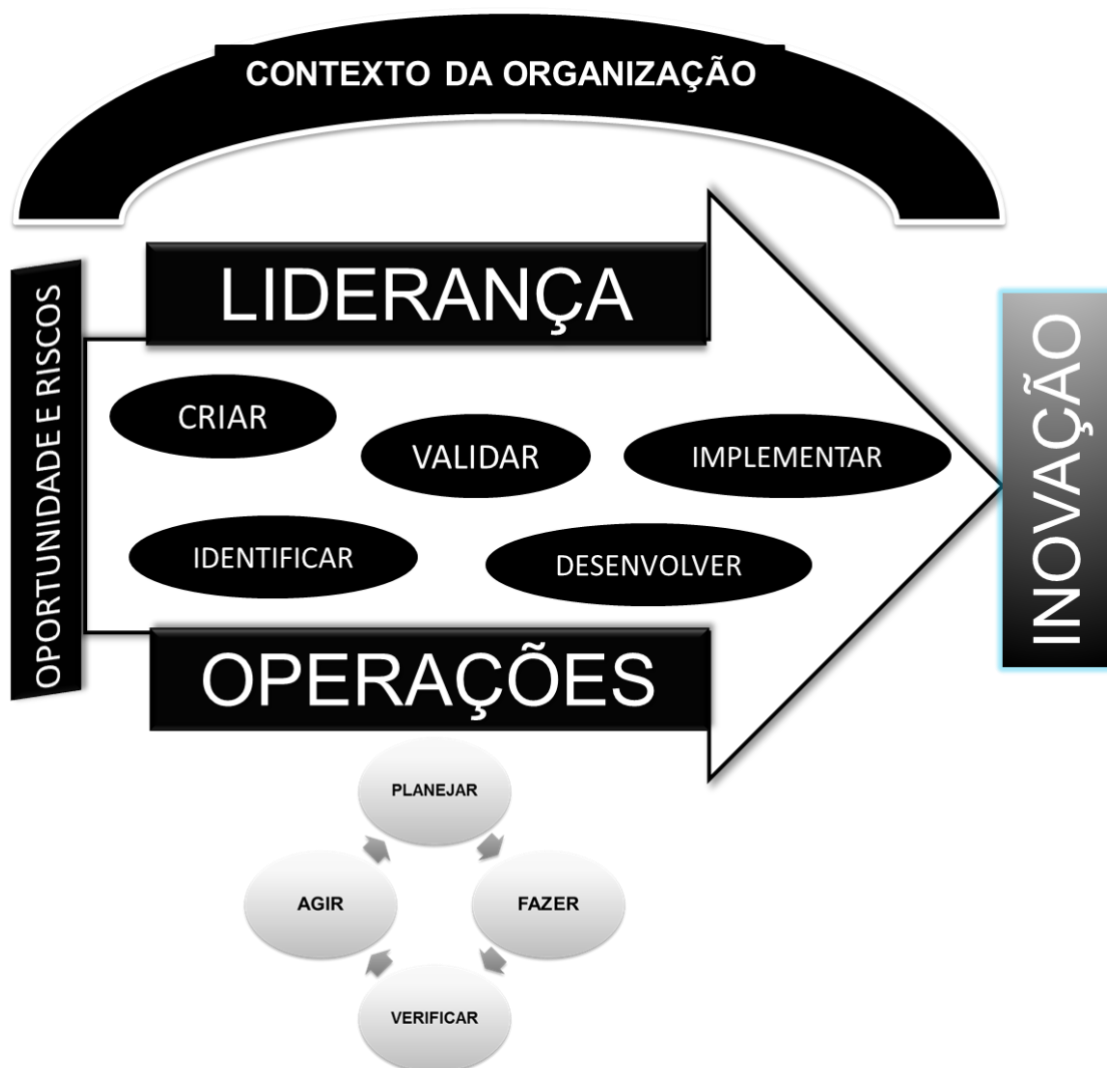 CONTEXTO DA ORGANIZAÇÃO
LIDERANÇA
OPORTUNIDADE E RISCOS
CRIAR
VALIDAR
IMPLEMENTAR
IDENTIFICAR
DESENVOLVER
INOVAÇÃO
OPERAÇÕES
PLANEJAR
AGIR
FAZER
VERIFICAR